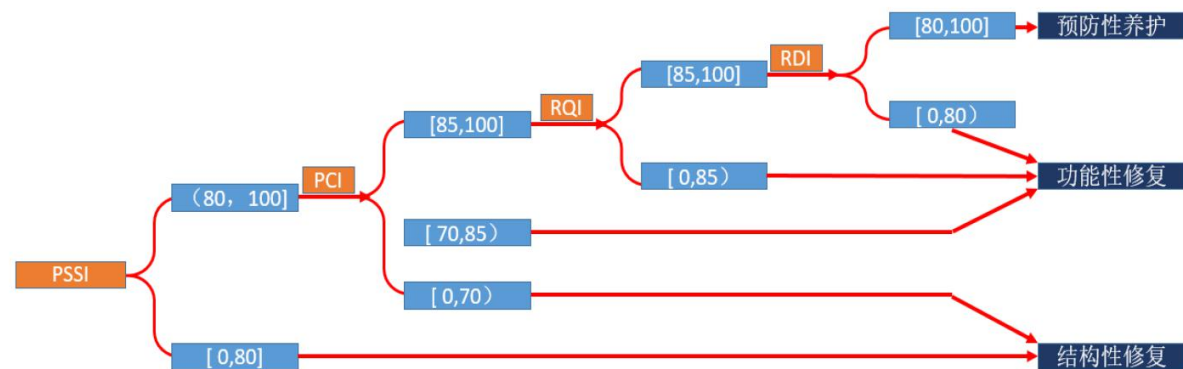 [80,100]
预防性养护
RDI
[85,100]
RQI
[ 0,80）
[85,100]
PCI
[ 0,85）
功能性修复
（80，100]
[ 70,85）
PSSI
[ 0,70）
[ 0,80]
结构性修复